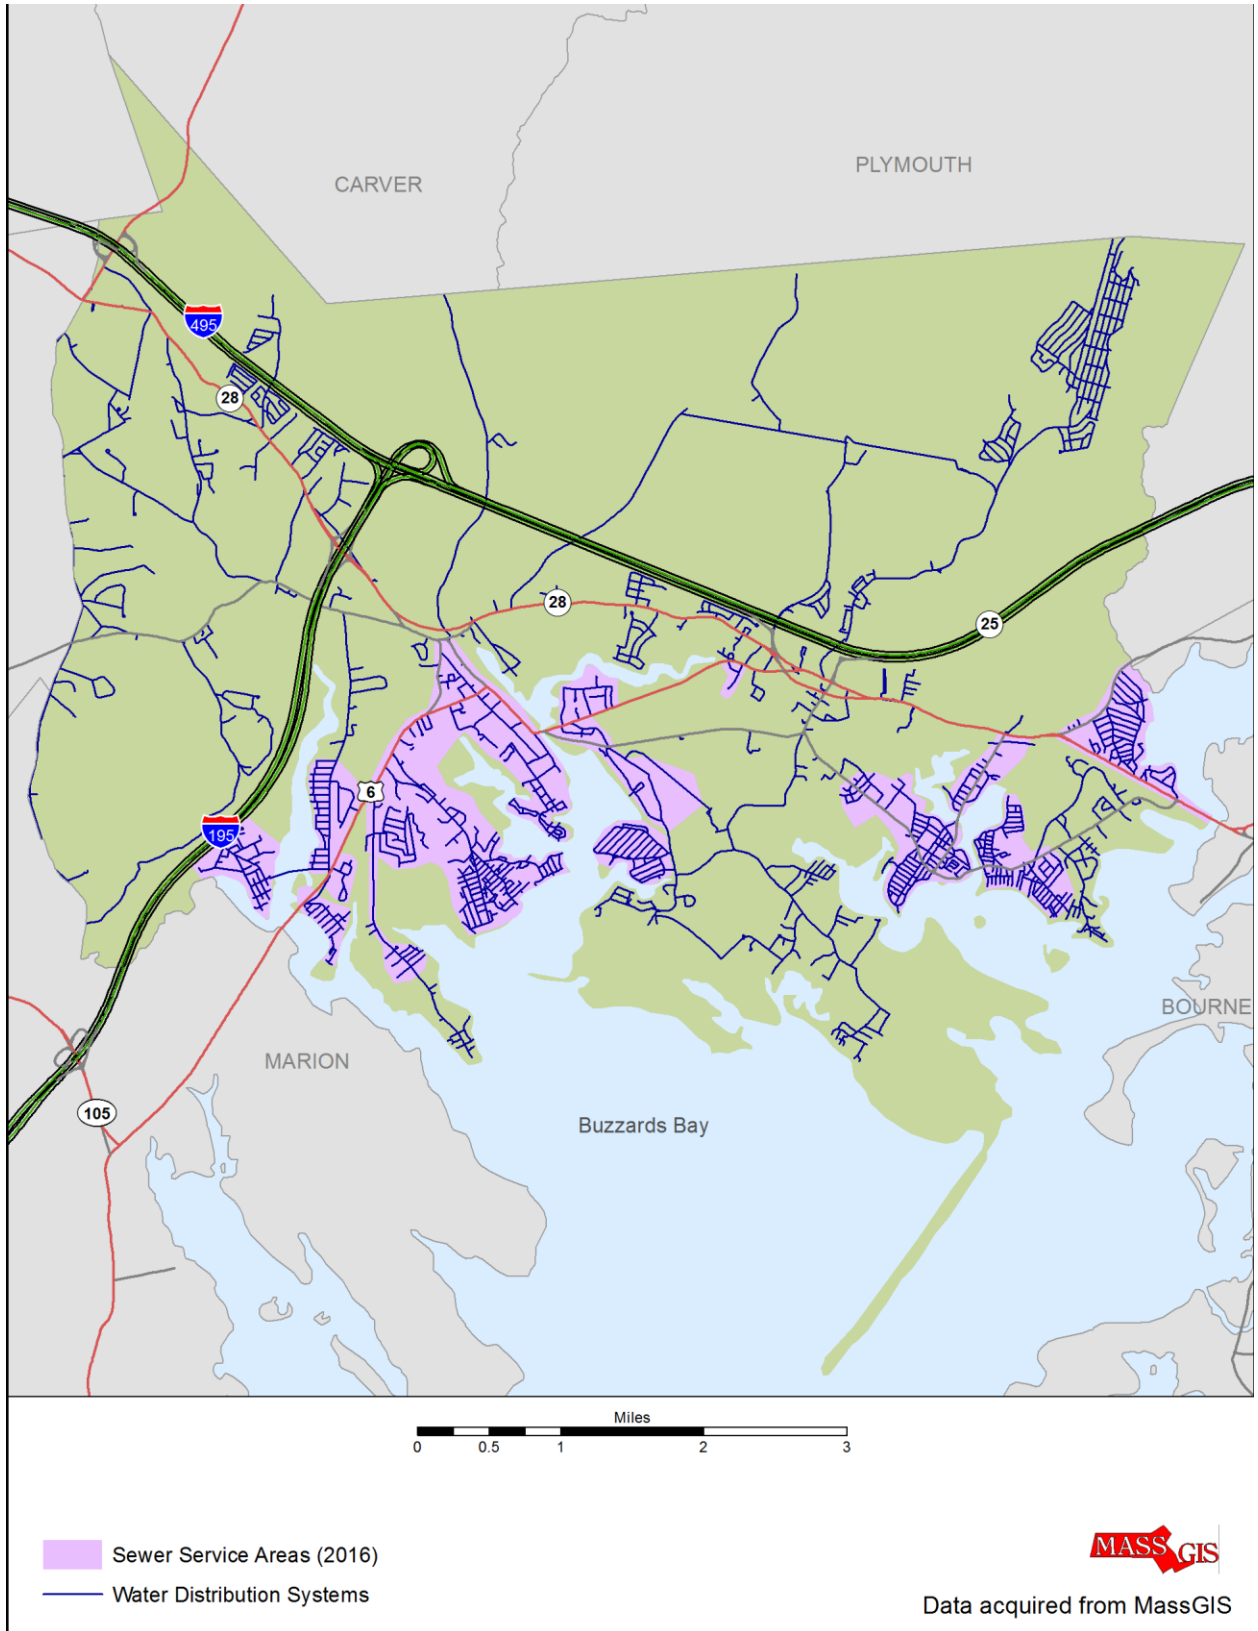 CARVER
PLYMOUTH
495
28
28
25
6
195
BOURNE
MARION
105
Buzzards Bay
Miles
0 0.5 1 2 3
Sewer Service Areas (2016)
Water Distribution Systems
MASS GIS
Data acquired from MassGIS